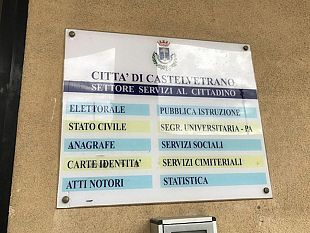 CITTA' DI CASTELVETRANO
SETTORE SERVIZI AL CITTADINO
ELETTORALE
PUBBLICA ISTRUZIONE
STATO CIVILE
SEGR. UNIVERSITARIA - PA
ANAGRAFE
SERVIZI SOCIALI
CARTE IDENTITA'
SERVIZI CIMITERIALI
ATTI NOTORI
STATISTICA